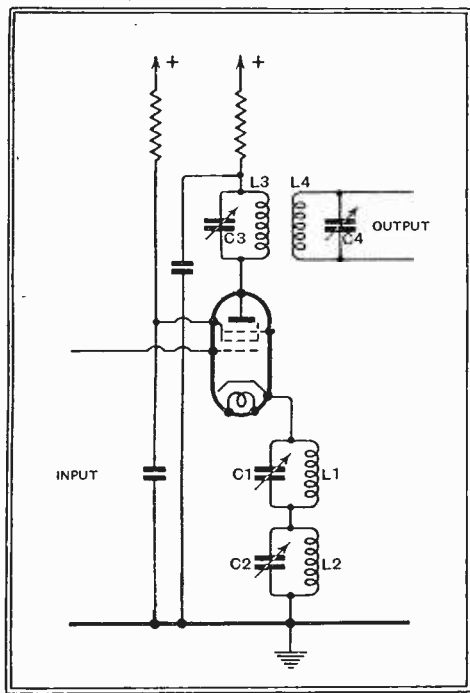 + +
L3 L4
C3 C4 OUTPUT
INPUT
C1 L1
C2 L2